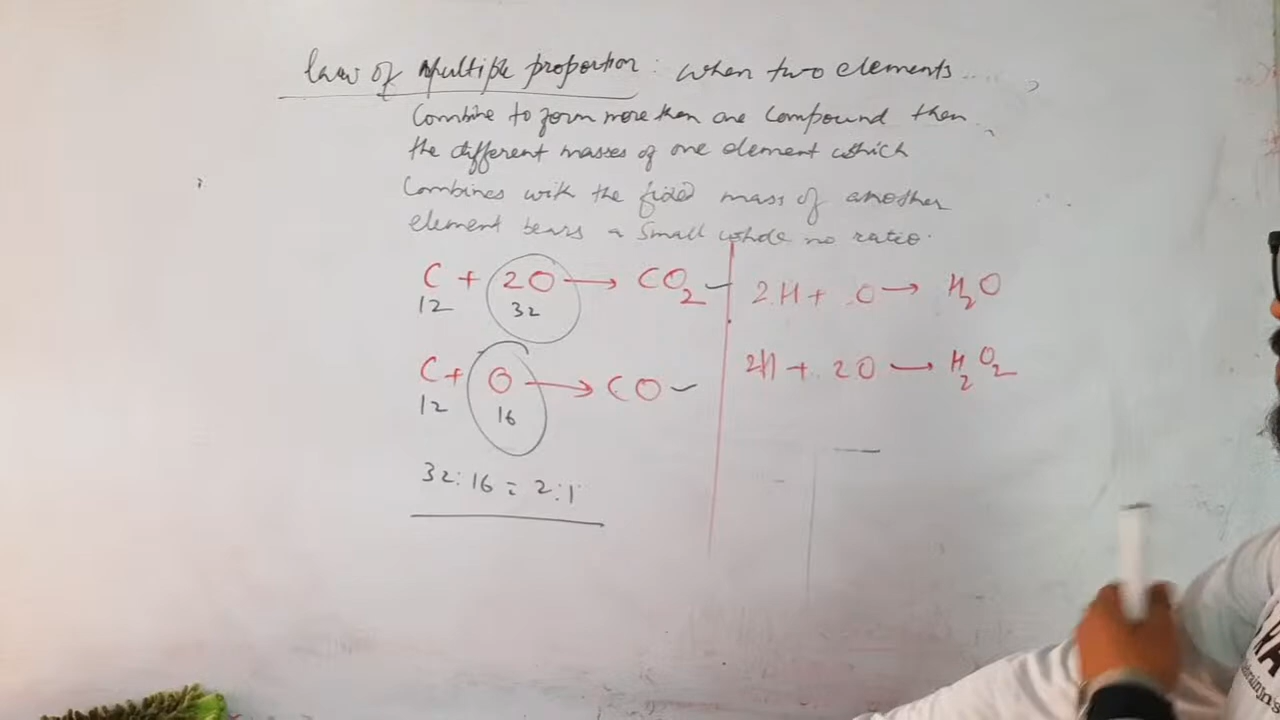 law of Multiple proportion : when two elements
Combine to form more than one compound then
the different masses of one element which
Combines with the fixed mass of another
element bears a small whole no ratio.
C + 2O → CO2
12 32
C + O → CO
12 16
32 : 16 = 2 : 1
2H + O → H2O
2H + 2O → H2O2